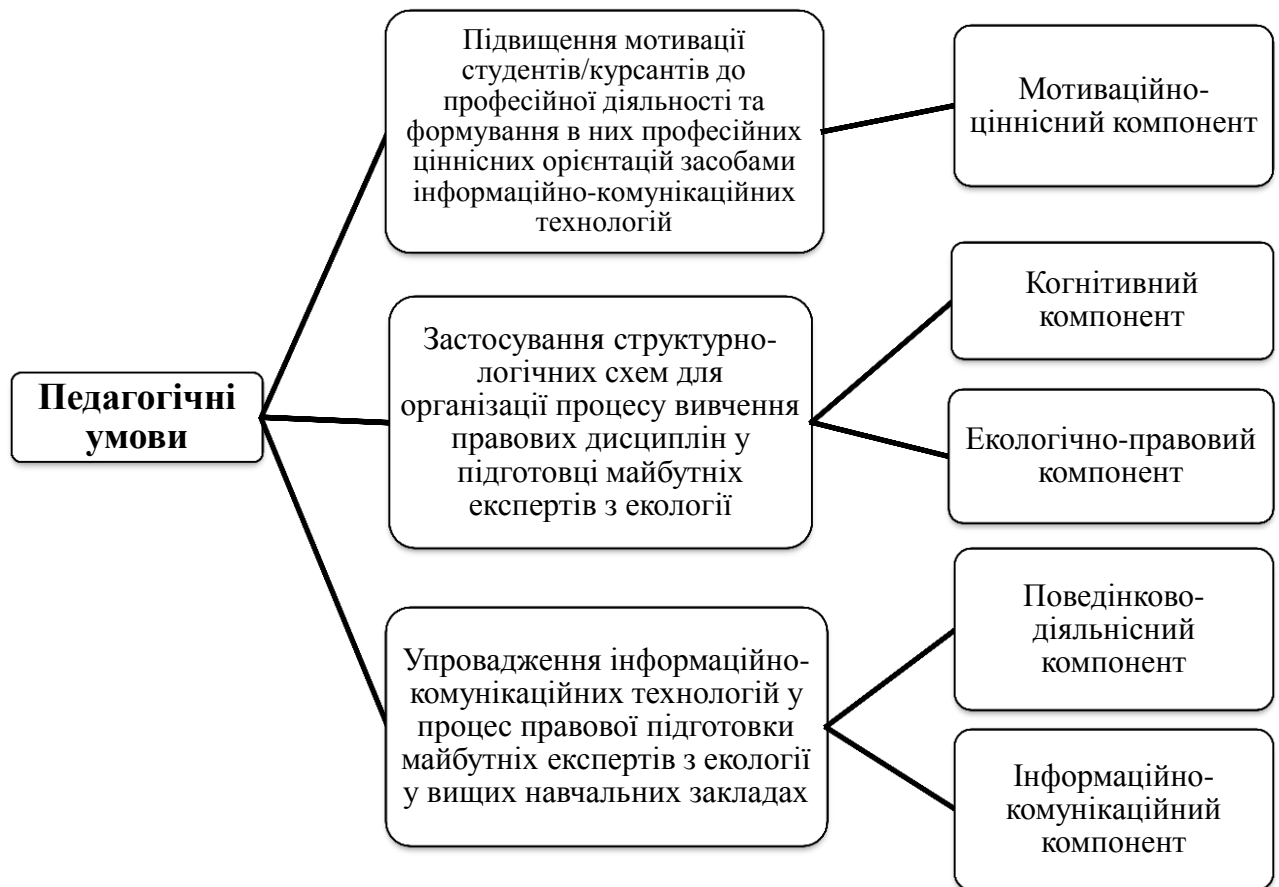 Педагогічні
умови
Підвищення мотивації
студентів/курсантів до
професійної діяльності та
формування в них професійних
ціннісних орієнтацій засобами
інформаційно-комунікаційних
технологій
Мотиваційно-
ціннісний компонент
Застосування структурно-
логічних схем для
організації процесу вивчення
правових дисциплін у
підготовці майбутніх
експертів з екології
Когнітивний
компонент
Екологічно-правовий
компонент
Упровадження інформаційно-
комунікаційних технологій у
процес правової підготовки
майбутніх експертів з екології
у вищих навчальних закладах
Поведінково-
діяльнісний
компонент
Інформаційно-
комунікаційний
компонент